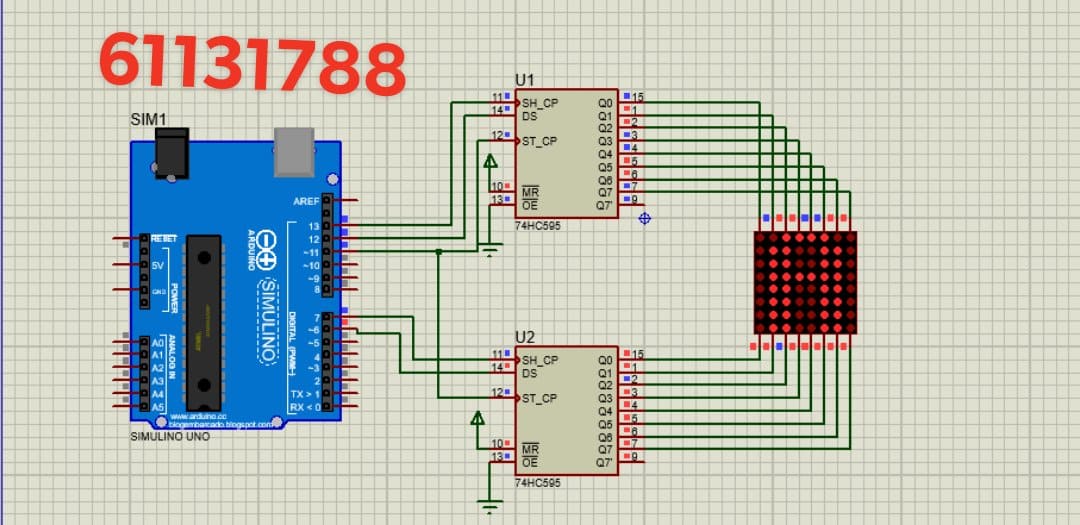 61131788
SIM1
AREF
13
12
~11
~10
~9
8
7
~6
~5
4
~3
2
TX > 1
RX < 0
RESET
5V
GND
POWER
A0
A1
A2
A3
A4
A5
ANALOG IN
ARDUINO
SIMULINO
DIGITAL (PWM~)
www.arduino.cc
blogembarcado.blogspot.com
SIMULINO UNO
U1
11 SH_CP Q0 15
14 DS Q1 1
Q2 2
12 ST_CP Q3 3
Q4 4
Q5 5
Q6 6
10 MR Q7 7
13 OE Q7' 9
74HC595
U2
11 SH_CP Q0 15
14 DS Q1 1
Q2 2
12 ST_CP Q3 3
Q4 4
Q5 5
Q6 6
10 MR Q7 7
13 OE Q7' 9
74HC595